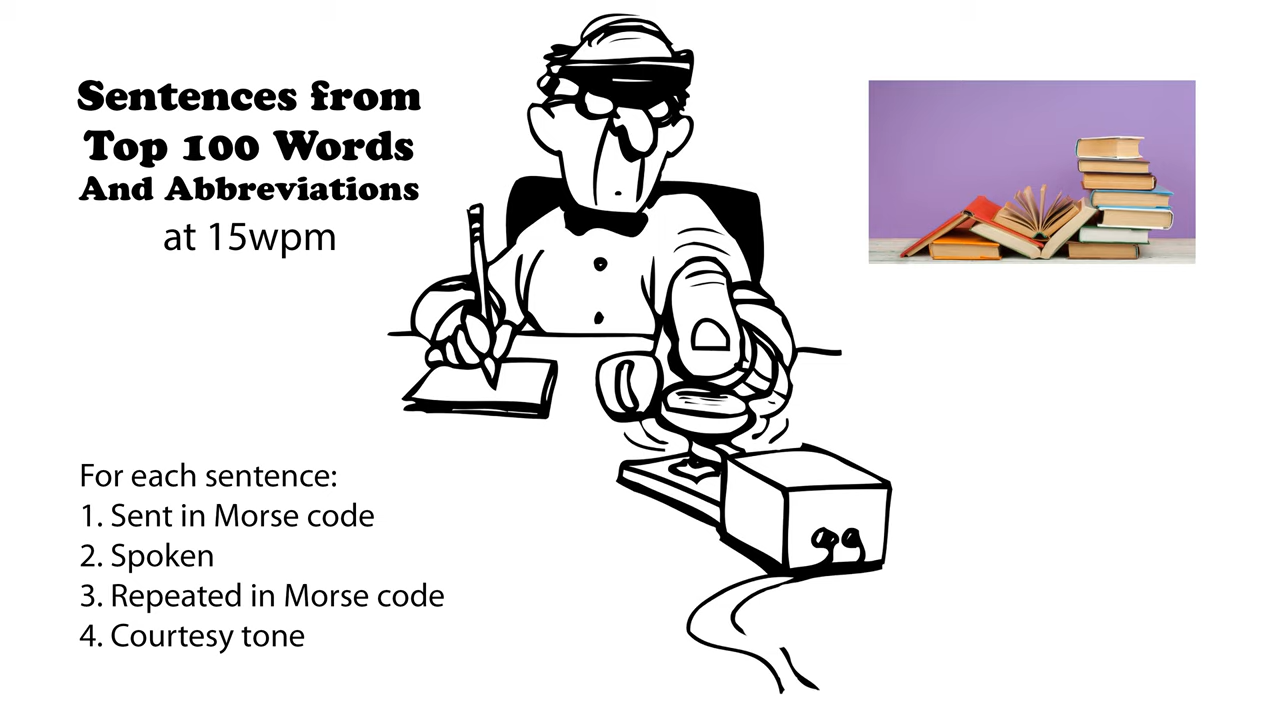 Sentences from
Top 100 Words
And Abbreviations
at 15wpm
For each sentence:
1. Sent in Morse code
2. Spoken
3. Repeated in Morse code
4. Courtesy tone